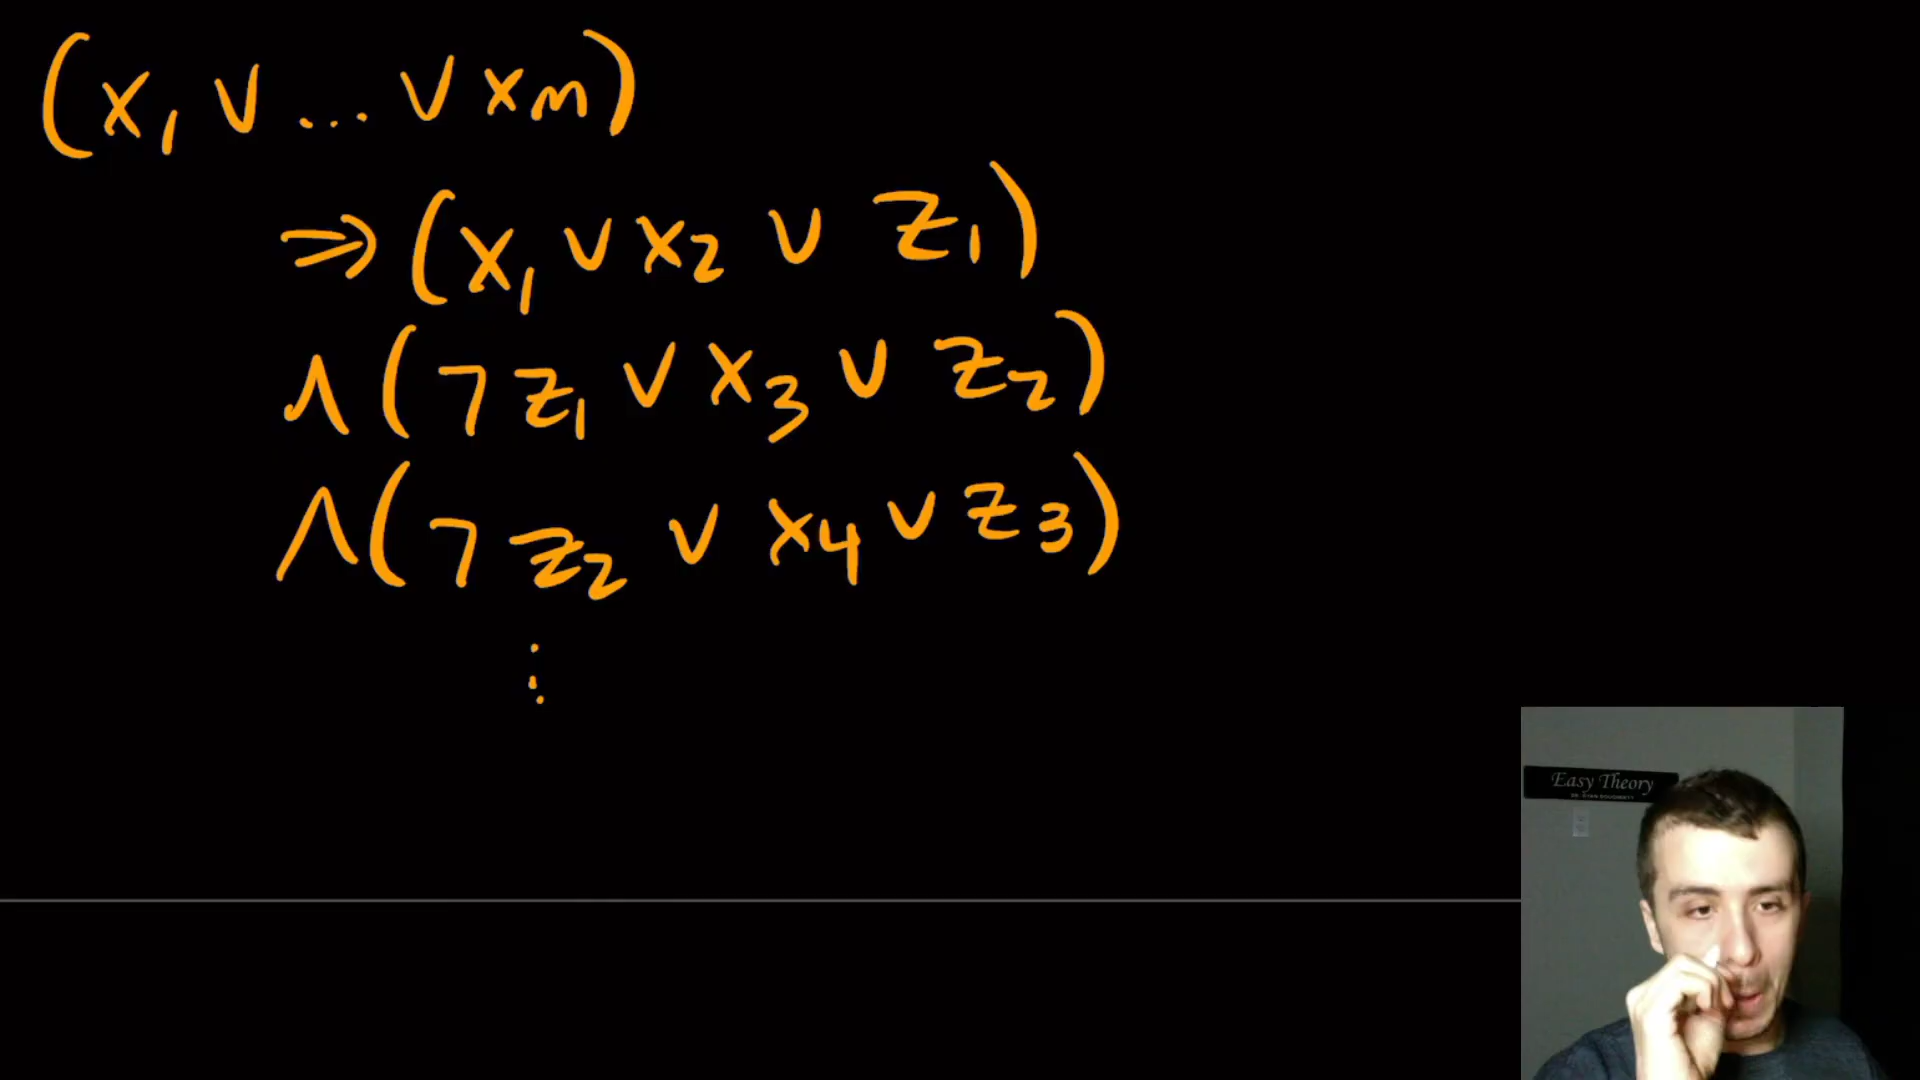 (x₁ ∨ ... ∨ xₘ)
⇒ (x₁ ∨ x₂ ∨ z₁)
∧ (¬z₁ ∨ x₃ ∨ z₂)
∧ (¬z₂ ∨ x₄ ∨ z₃)
⋮
Easy Theory